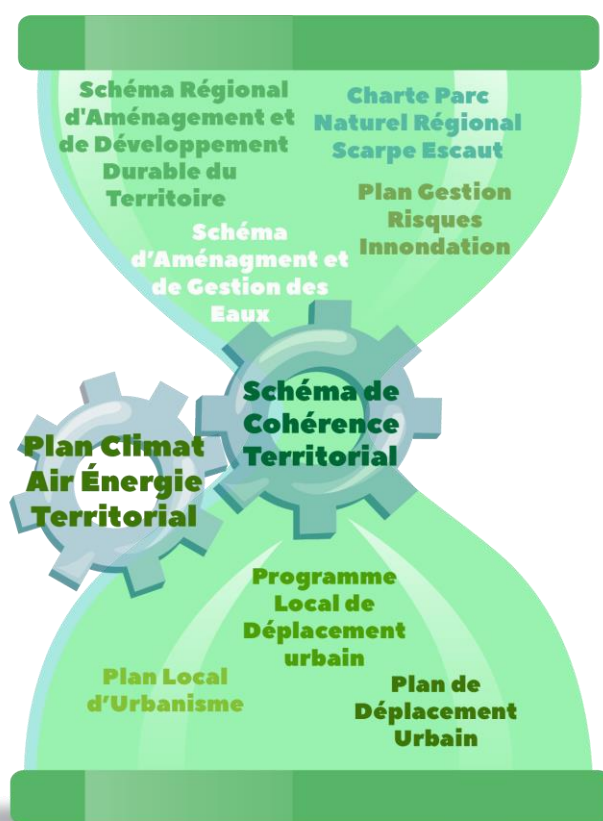 Schéma Régional
d'Aménagement et
de Développement
Durable du
Territoire
Charte Parc
Naturel Régional
Scarpe Escaut
Plan Gestion
Risques
Innondation
Schéma
d'Aménagment et
de Gestion des
Eaux
Schéma de
Cohérence
Territorial
Plan Climat
Air Énergie
Territorial
Programme
Local de
Déplacement
urbain
Plan Local
d'Urbanisme
Plan de
Déplacement
Urbain